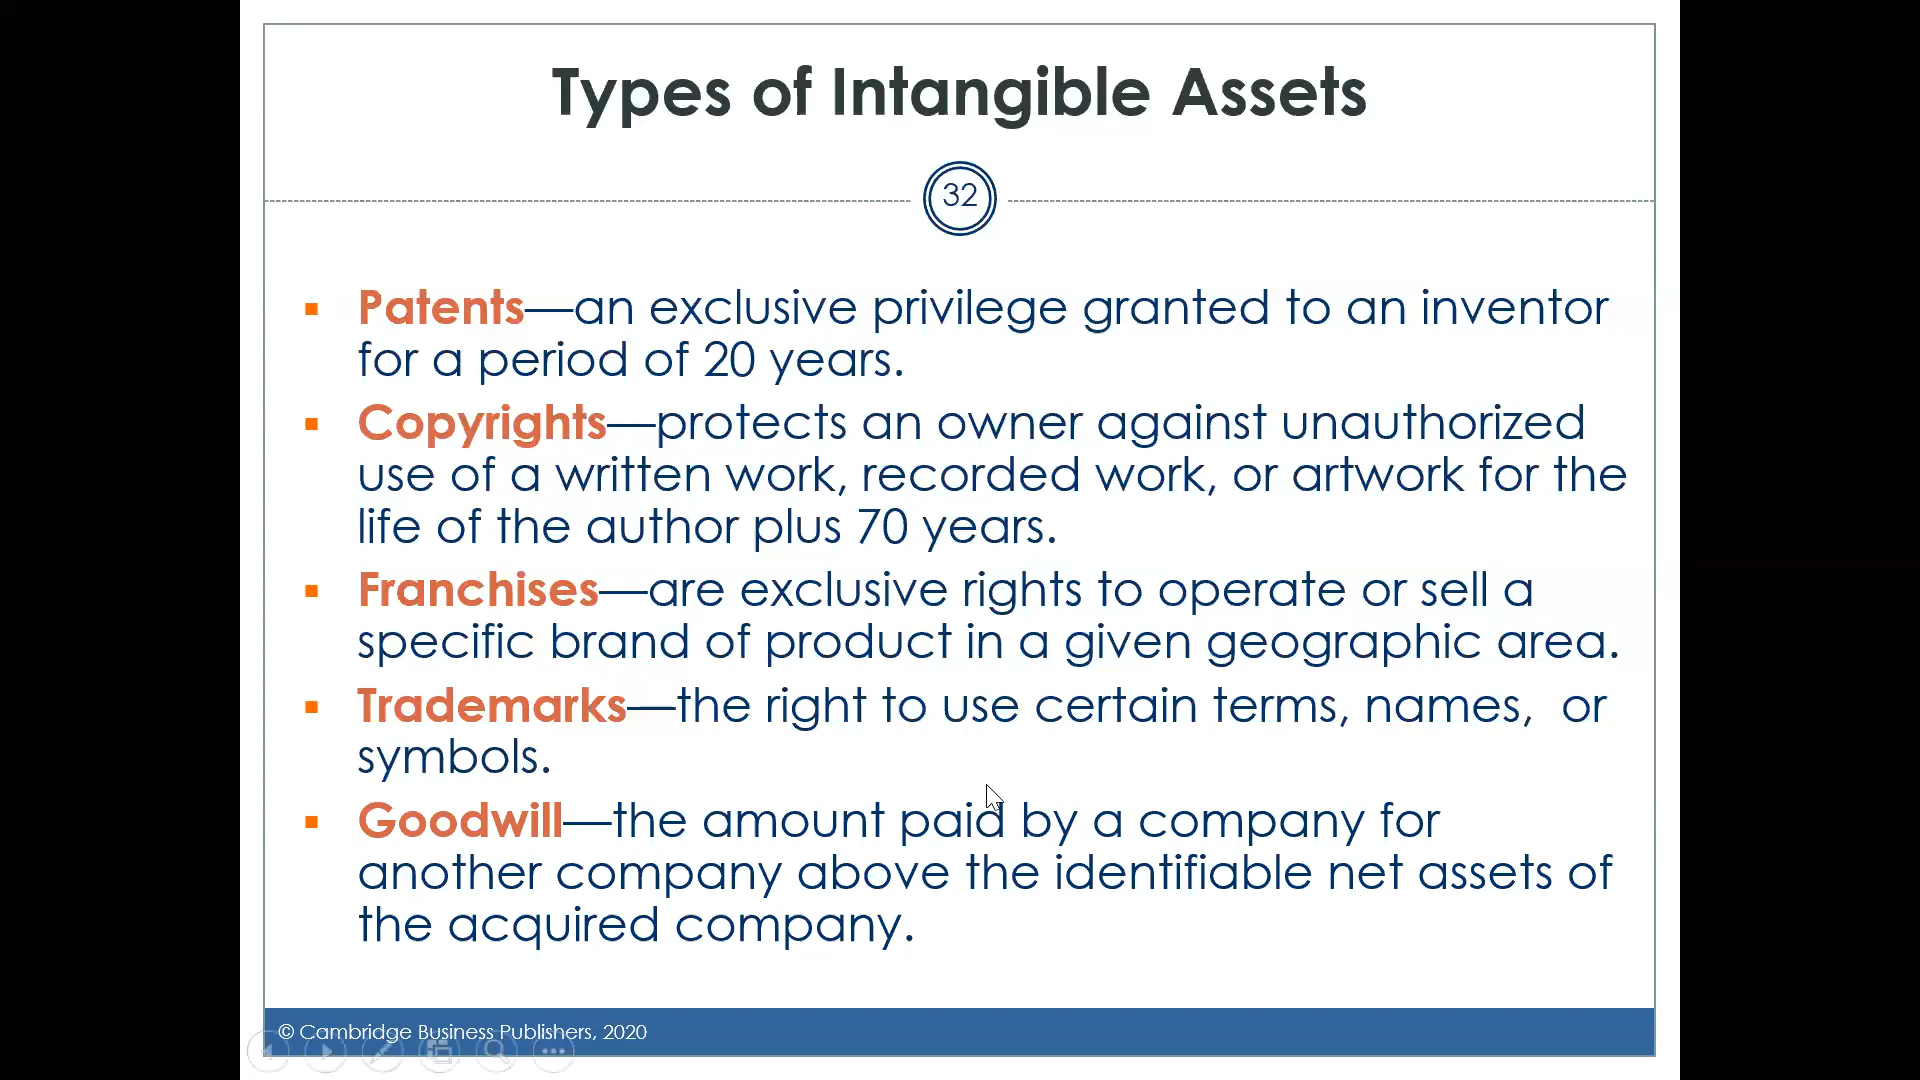 Types of Intangible Assets
32
▪ Patents—an exclusive privilege granted to an inventor
for a period of 20 years.
▪ Copyrights—protects an owner against unauthorized
use of a written work, recorded work, or artwork for the
life of the author plus 70 years.
▪ Franchises—are exclusive rights to operate or sell a
specific brand of product in a given geographic area.
▪ Trademarks—the right to use certain terms, names,  or
symbols.
▪ Goodwill—the amount paid by a company for
another company above the identifiable net assets of
the acquired company.
© Cambridge Business Publishers, 2020